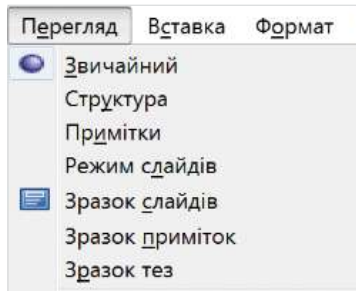 Перегляд Вставка Формат
Звичайний
Структура
Примітки
Режим слайдів
Зразок слайдів
Зразок приміток
Зразок тез